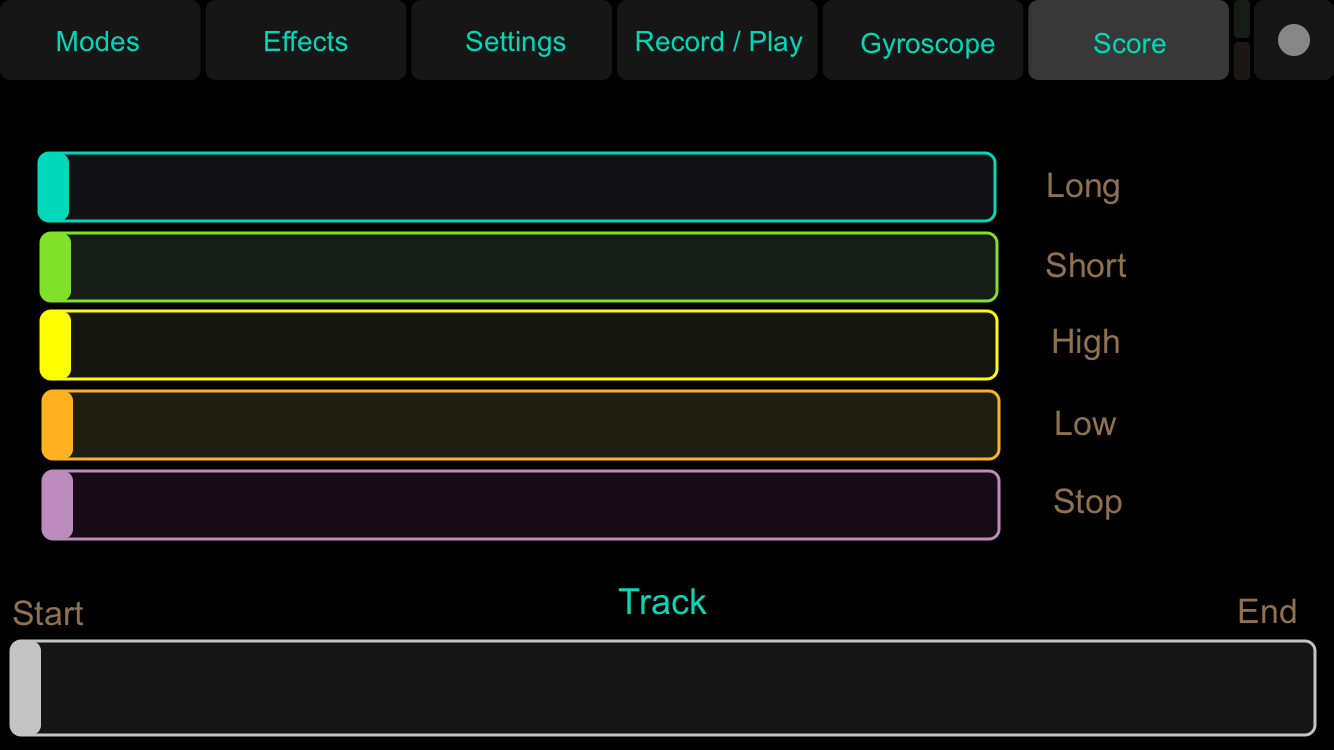 Modes
Effects
Settings
Record / Play
Gyroscope
Score
Long
Short
High
Low
Stop
Start
Track
End